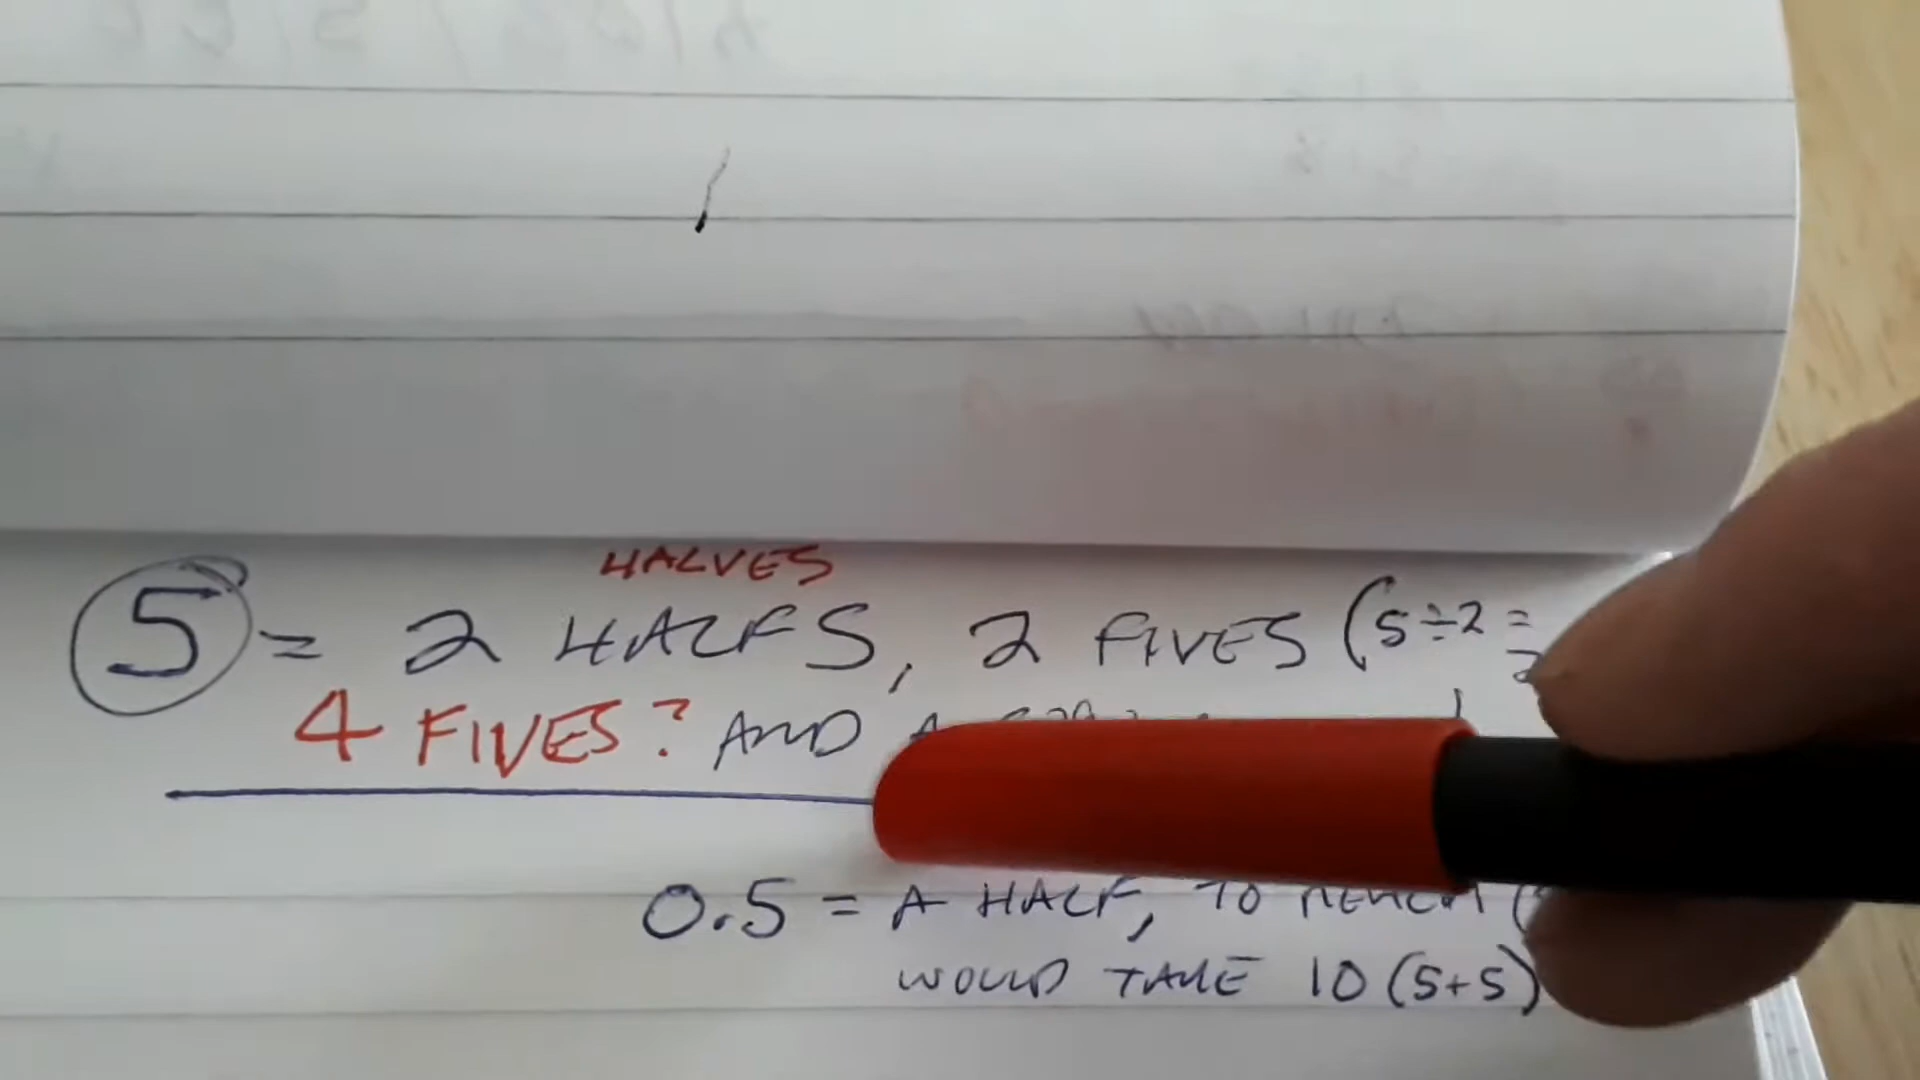 HALVES
5 = 2 HALFS, 2 FIVES (5÷2 =
4 FIVES? AND
0.5 = A HALF, TO REACH (
WOULD TAKE 10 (5+5)